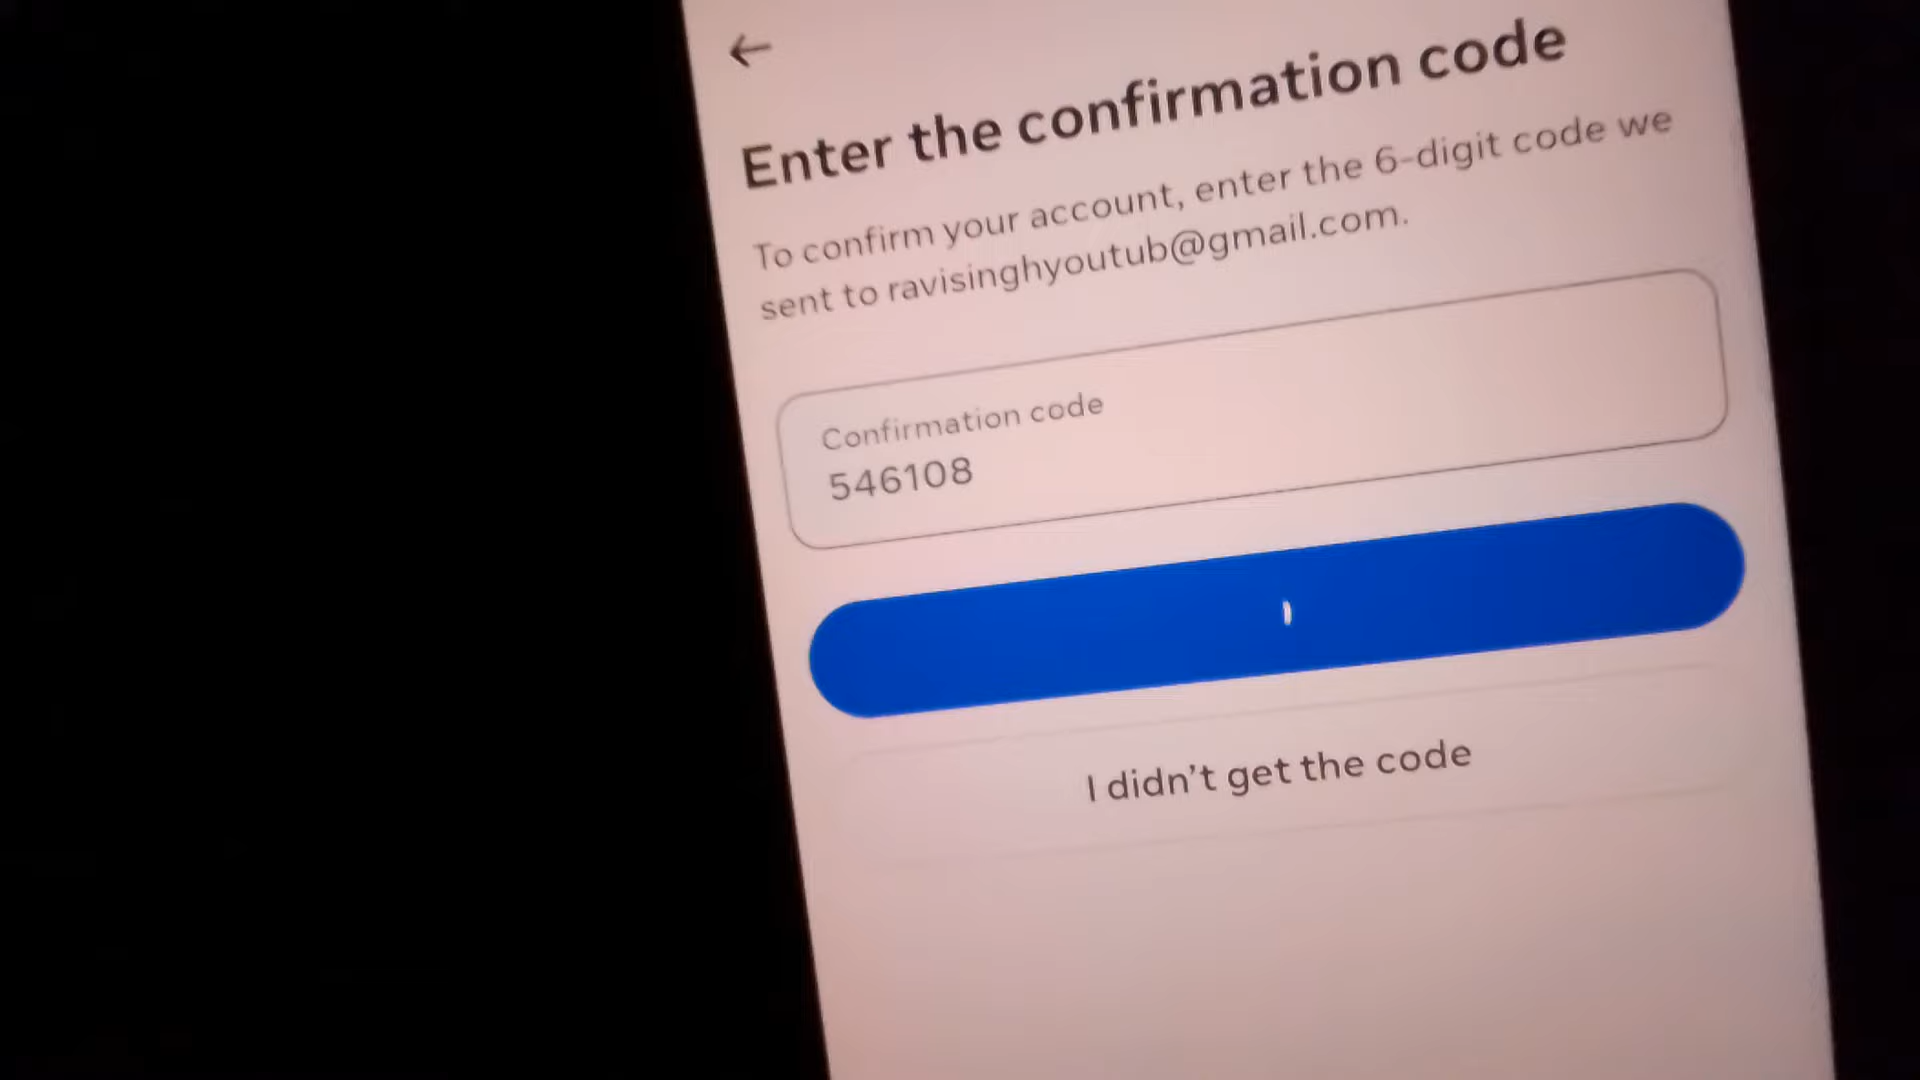 Enter the confirmation code
To confirm your account, enter the 6-digit code we
sent to ravisinghyoutub@gmail.com.
Confirmation code
546108
I didn't get the code